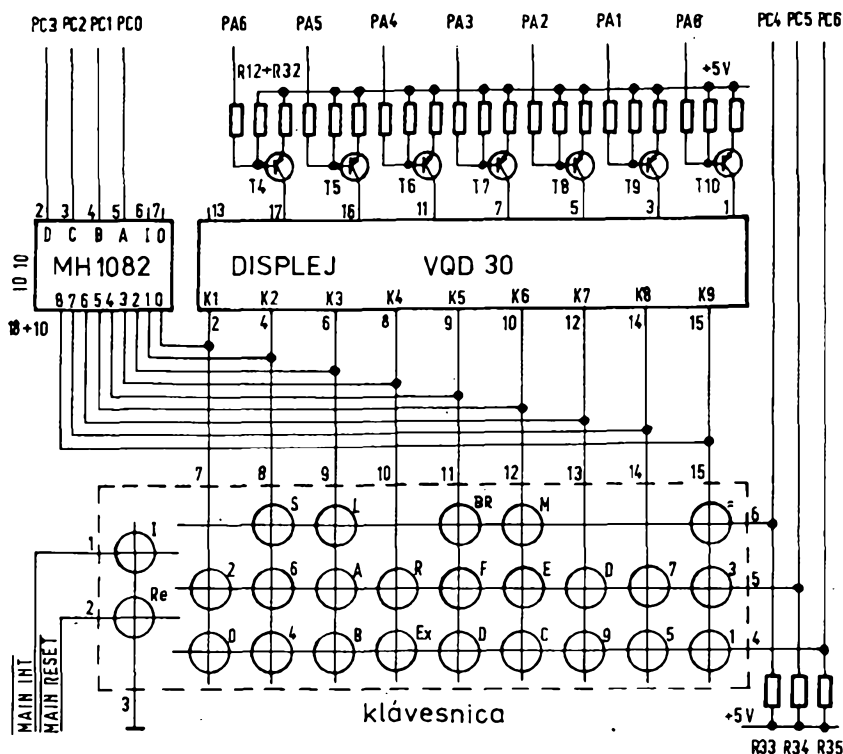 PC3 PC2 PC1 PC0 PA6 PA5 PA4 PA3 PA2 PA1 PA0 PC4 PC5 PC6
R12÷R32 +5V
T4 T5 T6 T7 T8 T9 T10
2 3 4 5 6 7 13 17 16 11 7 5 3 1
D C B A I O
IO 10 MH1082 DISPLEJ VQD 30
8 7 6 5 4 3 2 1 0 K1 K2 K3 K4 K5 K6 K7 K8 K9
18÷10 2 4 6 8 9 10 12 14 15
7 8 9 10 11 12 13 14 15
S L BR M = 6
1 I
2 6 A R F E D 7 3 5
2 Re
0 4 B Ex D C 9 5 1 4
MAIN INT
MAIN RESET
3
klávesnica
+5V
R33 R34 R35